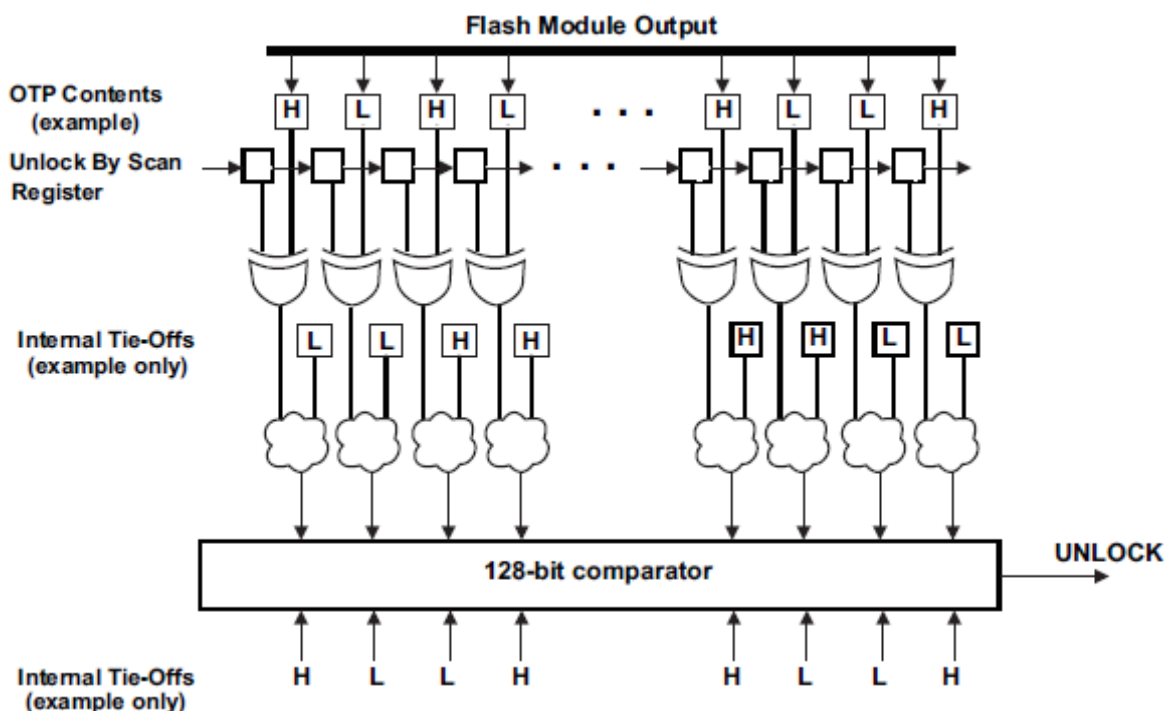 Flash Module Output
OTP Contents
(example)
H L H L . . . H L L H
Unlock By Scan
Register
. . .
Internal Tie-Offs
(example only)
L L H H H H L L
128-bit comparator
UNLOCK
Internal Tie-Offs
(example only)
H L L H H L L H